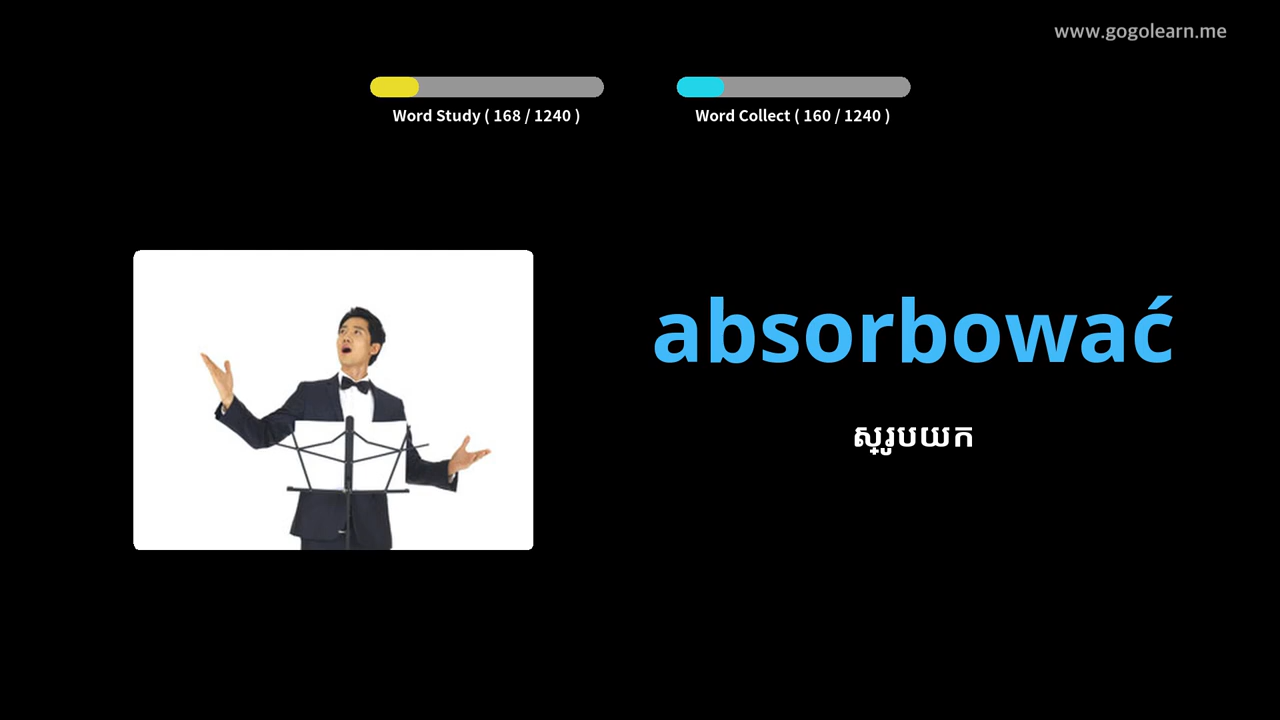 www.gogolearn.me
Word Study ( 168 / 1240 )
Word Collect ( 160 / 1240 )
absorbować
ស្រូបយក